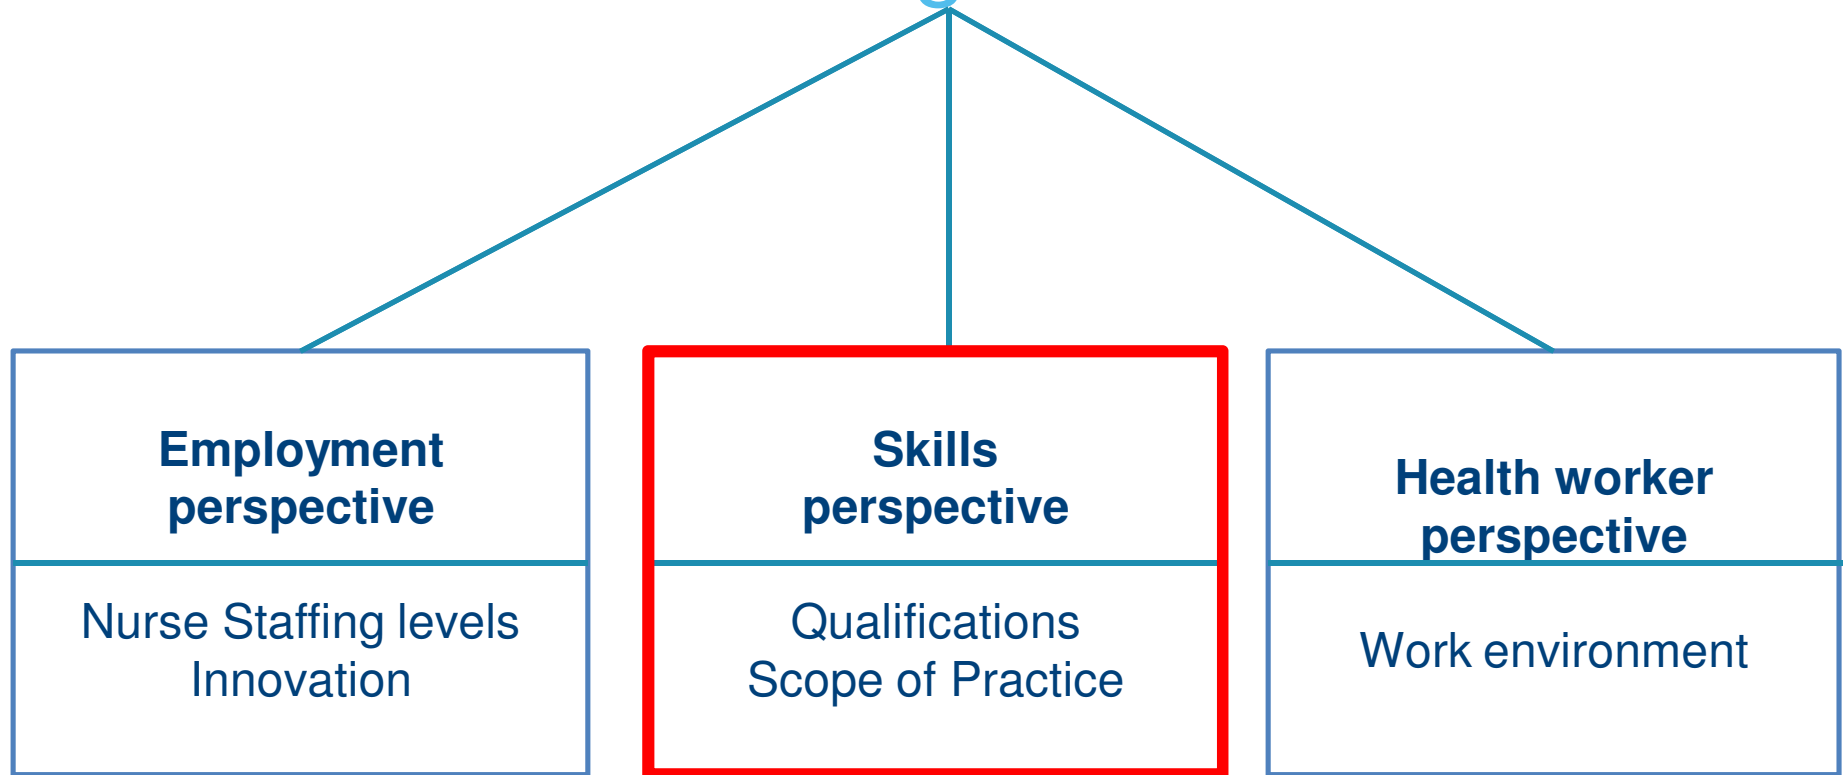 Employment
perspective
Nurse Staffing levels
Innovation
Skills
perspective
Qualifications
Scope of Practice
Health worker
perspective
Work environment